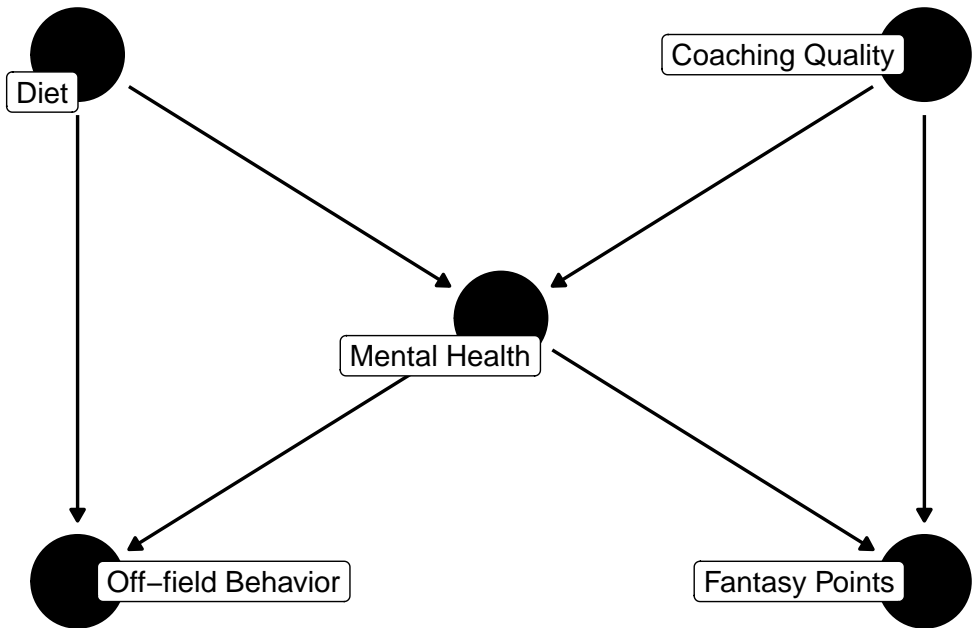 Diet
Coaching Quality
Mental Health
Off−field Behavior
Fantasy Points